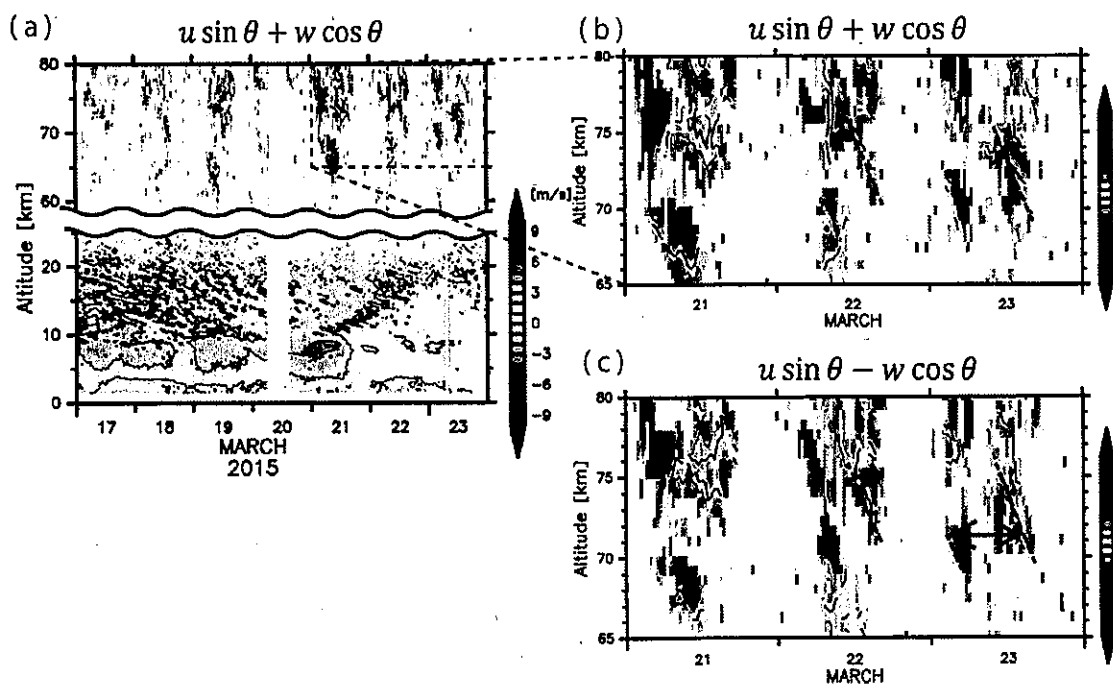 (a)
u sin θ + w cos θ
80
70
60
20
10
0
Altitude [km]
17 18 19 20 21 22 23
MARCH
2015
[m/s]
9
6
3
0
-3
-6
-9
(b)
u sin θ + w cos θ
80
75
70
65
Altitude [km]
21 22 23
MARCH
(c)
u sin θ − w cos θ
80
75
70
65
Altitude [km]
21 22 23
MARCH